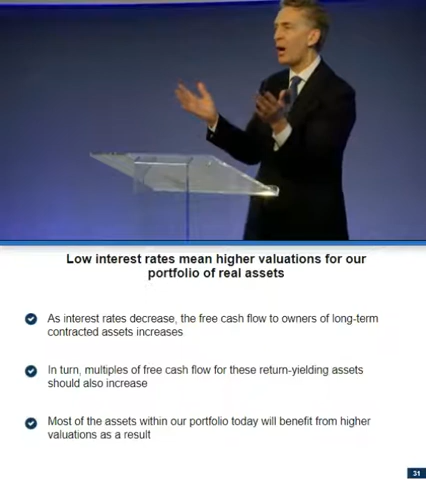 Low interest rates mean higher valuations for our
portfolio of real assets
As interest rates decrease, the free cash flow to owners of long-term
contracted assets increases
In turn, multiples of free cash flow for these return-yielding assets
should also increase
Most of the assets within our portfolio today will benefit from higher
valuations as a result
31